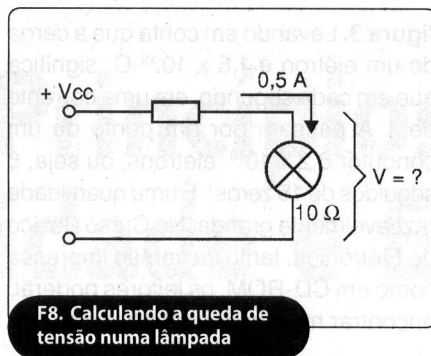 0,5 A
+ Vcc
V = ?
10 Ω
F8. Calculando a queda de
tensão numa lâmpada